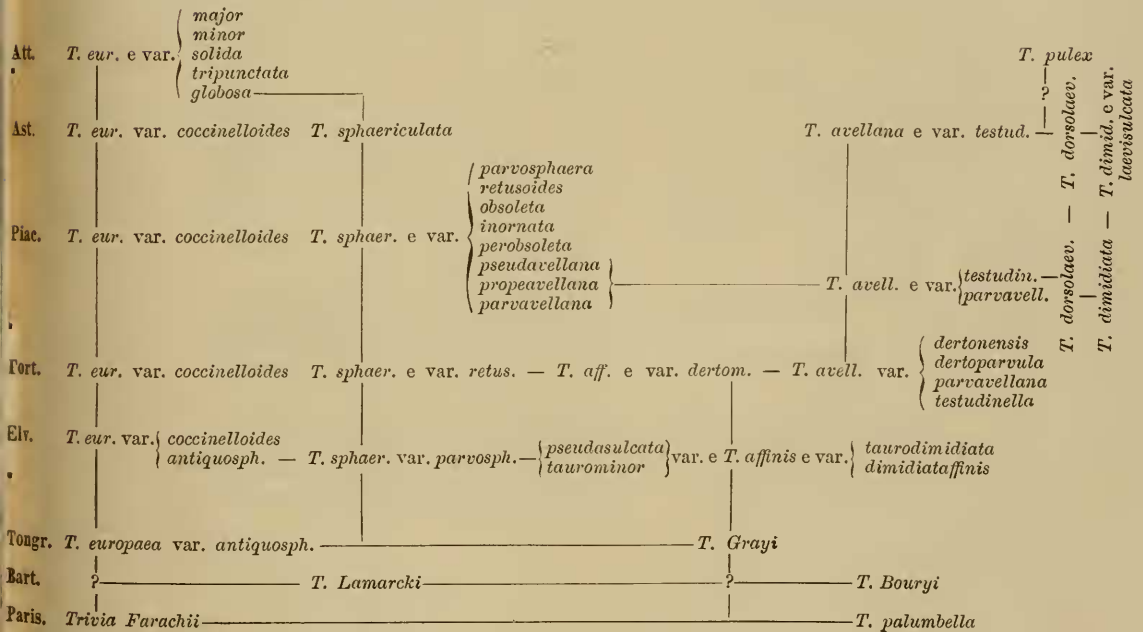 major
minor
Att. T. eur. e var. solida
tripunctata
globosa
T. pulex
?
Ast. T. eur. var. coccinelloides T. sphaericulata T. avellana e var. testud. — T. dorsolaev. — T. dimid. e var. laevisulcata
parvosphaera
retusoides
obsoleta
inornata
Piac. T. eur. var. coccinelloides T. sphaer. e var. perobsoleta
pseudavellana
propeavellana
parvavellana
T. avell. e var. testudin. — T. dorsolaev. — T. dimidiata
parvavell.
Tort. T. eur. var. coccinelloides T. sphaer. e var. retus. — T. aff. e var. dertom. — T. avell. var. dertonensis
dertoparvula
parvavellana
testudinella
Elv. T. eur. var. coccinelloides
antiquosph. — T. sphaer. var. parvosph. — pseudasulcata
taurominor var. e T. affinis e var. taurodimidiata
dimidiataffinis
Tongr. T. europaea var. antiquosph. — T. Grayi
Bart. ? — T. Lamarcki — ? — T. Bouryi
Paris. Trivia Farachii — T. palumbella